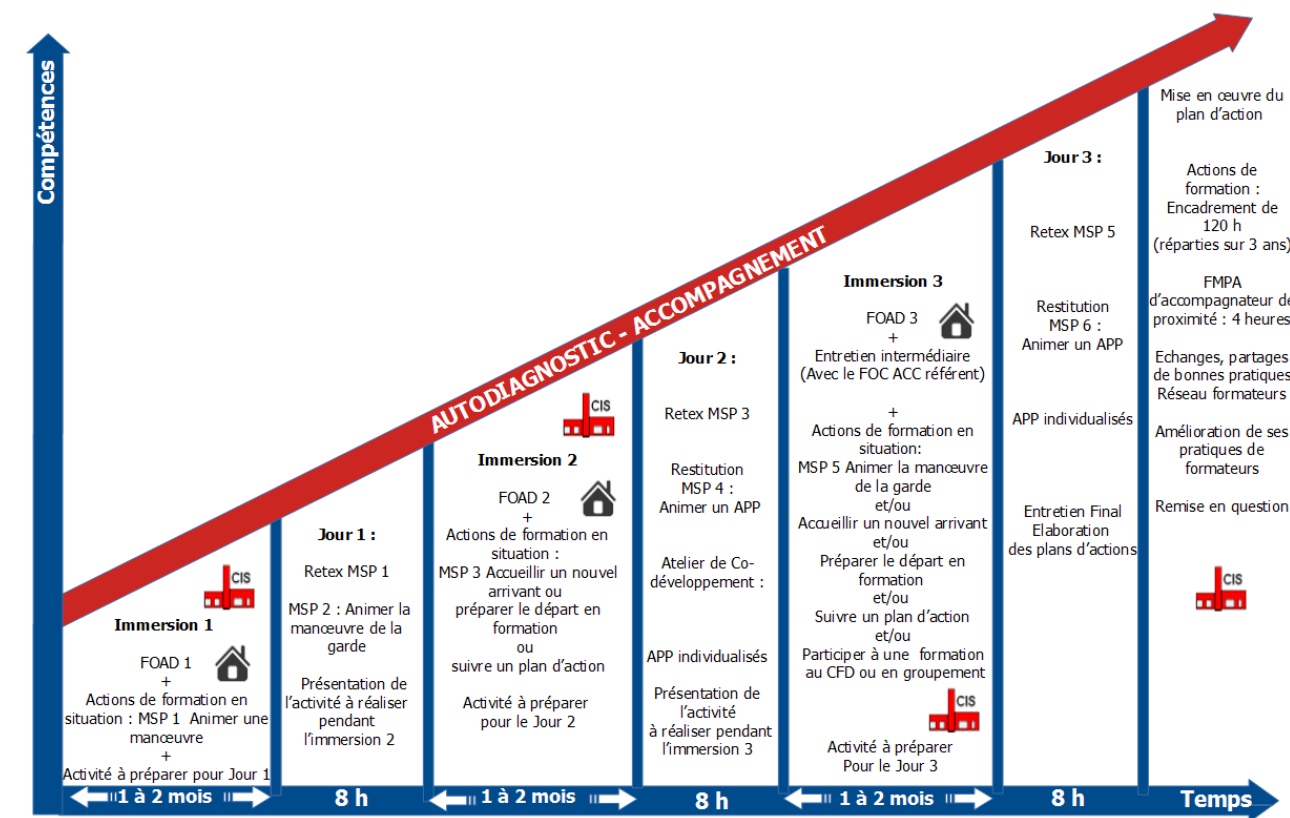 Compétences
AUTODIAGNOSTIC - ACCOMPAGNEMENT
CIS
Immersion 1
FOAD 1
+
Actions de formation en
situation : MSP 1 Animer une
manœuvre
+
Activité à préparer pour Jour 1
1 à 2 mois
Jour 1 :
Retex MSP 1
MSP 2 : Animer la
manœuvre de la
garde
Présentation de
l'activité à réaliser
pendant
l'immersion 2
8 h
CIS
Immersion 2
FOAD 2
+
Actions de formation en
situation :
MSP 3 Accueillir un nouvel
arrivant ou
préparer le départ en
formation
ou
suivre un plan d'action
Activité à préparer
pour le Jour 2
1 à 2 mois
Jour 2 :
Retex MSP 3
Restitution
MSP 4 :
Animer un APP
Atelier de Co-
développement :
APP individualisés
Présentation de
l'activité
à réaliser pendant
l'immersion 3
8 h
Immersion 3
FOAD 3
+
Entretien intermédiaire
(Avec le FOC ACC référent)
+
Actions de formation en
situation:
MSP 5 Animer la manœuvre
de la garde
et/ou
Accueillir un nouvel arrivant
et/ou
Préparer le départ en
formation
et/ou
Suivre un plan d'action
et/ou
Participer à une formation
au CFD ou en groupement
CIS
Activité à préparer
Pour le Jour 3
1 à 2 mois
Jour 3 :
Retex MSP 5
Restitution
MSP 6 :
Animer un APP
APP individualisés
Entretien Final
Elaboration
des plans d'actions
8 h
Mise en œuvre du
plan d'action
Actions de
formation :
Encadrement de
120 h
(réparties sur 3 ans)
FMPA
d'accompagnateur de
proximité : 4 heures
Echanges, partages
de bonnes pratiques
Réseau formateurs
Amélioration de ses
pratiques de
formateurs
Remise en question
CIS
Temps